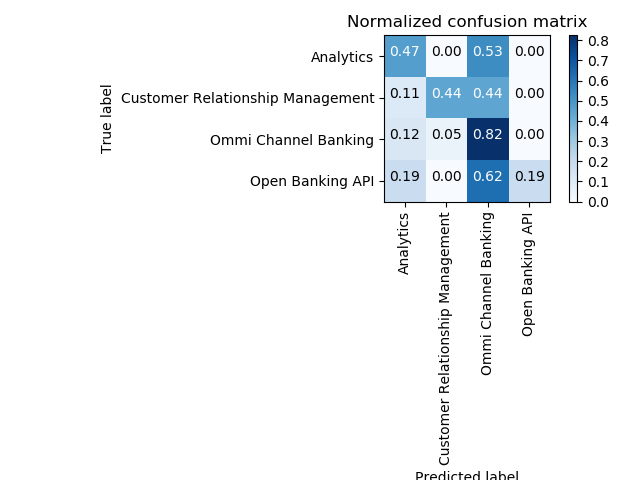 Normalized confusion matrix
True label
Analytics 0.47 0.00 0.53 0.00
Customer Relationship Management 0.11 0.44 0.44 0.00
Ommi Channel Banking 0.12 0.05 0.82 0.00
Open Banking API 0.19 0.00 0.62 0.19
0.8
0.7
0.6
0.5
0.4
0.3
0.2
0.1
0.0
Analytics
Customer Relationship Management
Ommi Channel Banking
Open Banking API
Predicted label